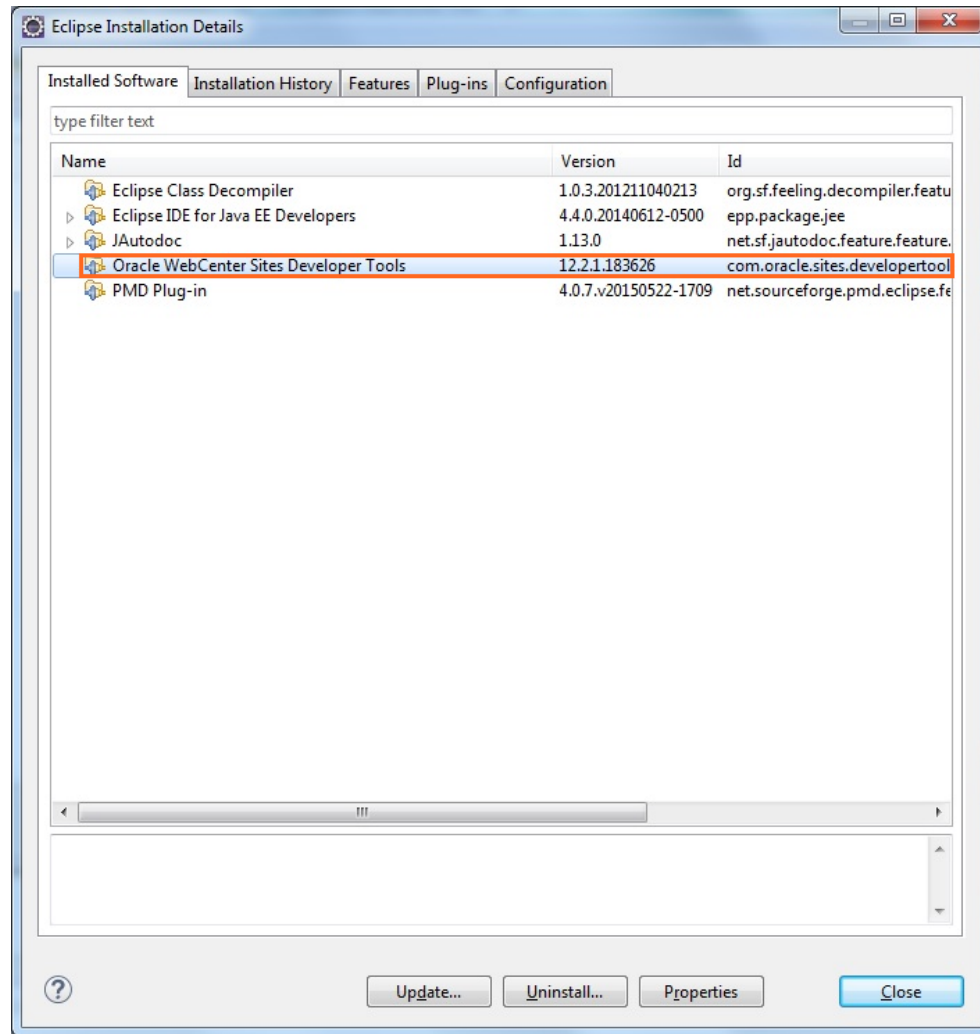 Eclipse Installation Details
Installed Software Installation History Features Plug-ins Configuration
type filter text
Name Version Id
Eclipse Class Decompiler 1.0.3.201211040213 org.sf.feeling.decompiler.featu
Eclipse IDE for Java EE Developers 4.4.0.20140612-0500 epp.package.jee
JAutodoc 1.13.0 net.sf.jautodoc.feature.feature.
Oracle WebCenter Sites Developer Tools 12.2.1.183626 com.oracle.sites.developertool
PMD Plug-in 4.0.7.v20150522-1709 net.sourceforge.pmd.eclipse.fe
Update... Uninstall... Properties Close